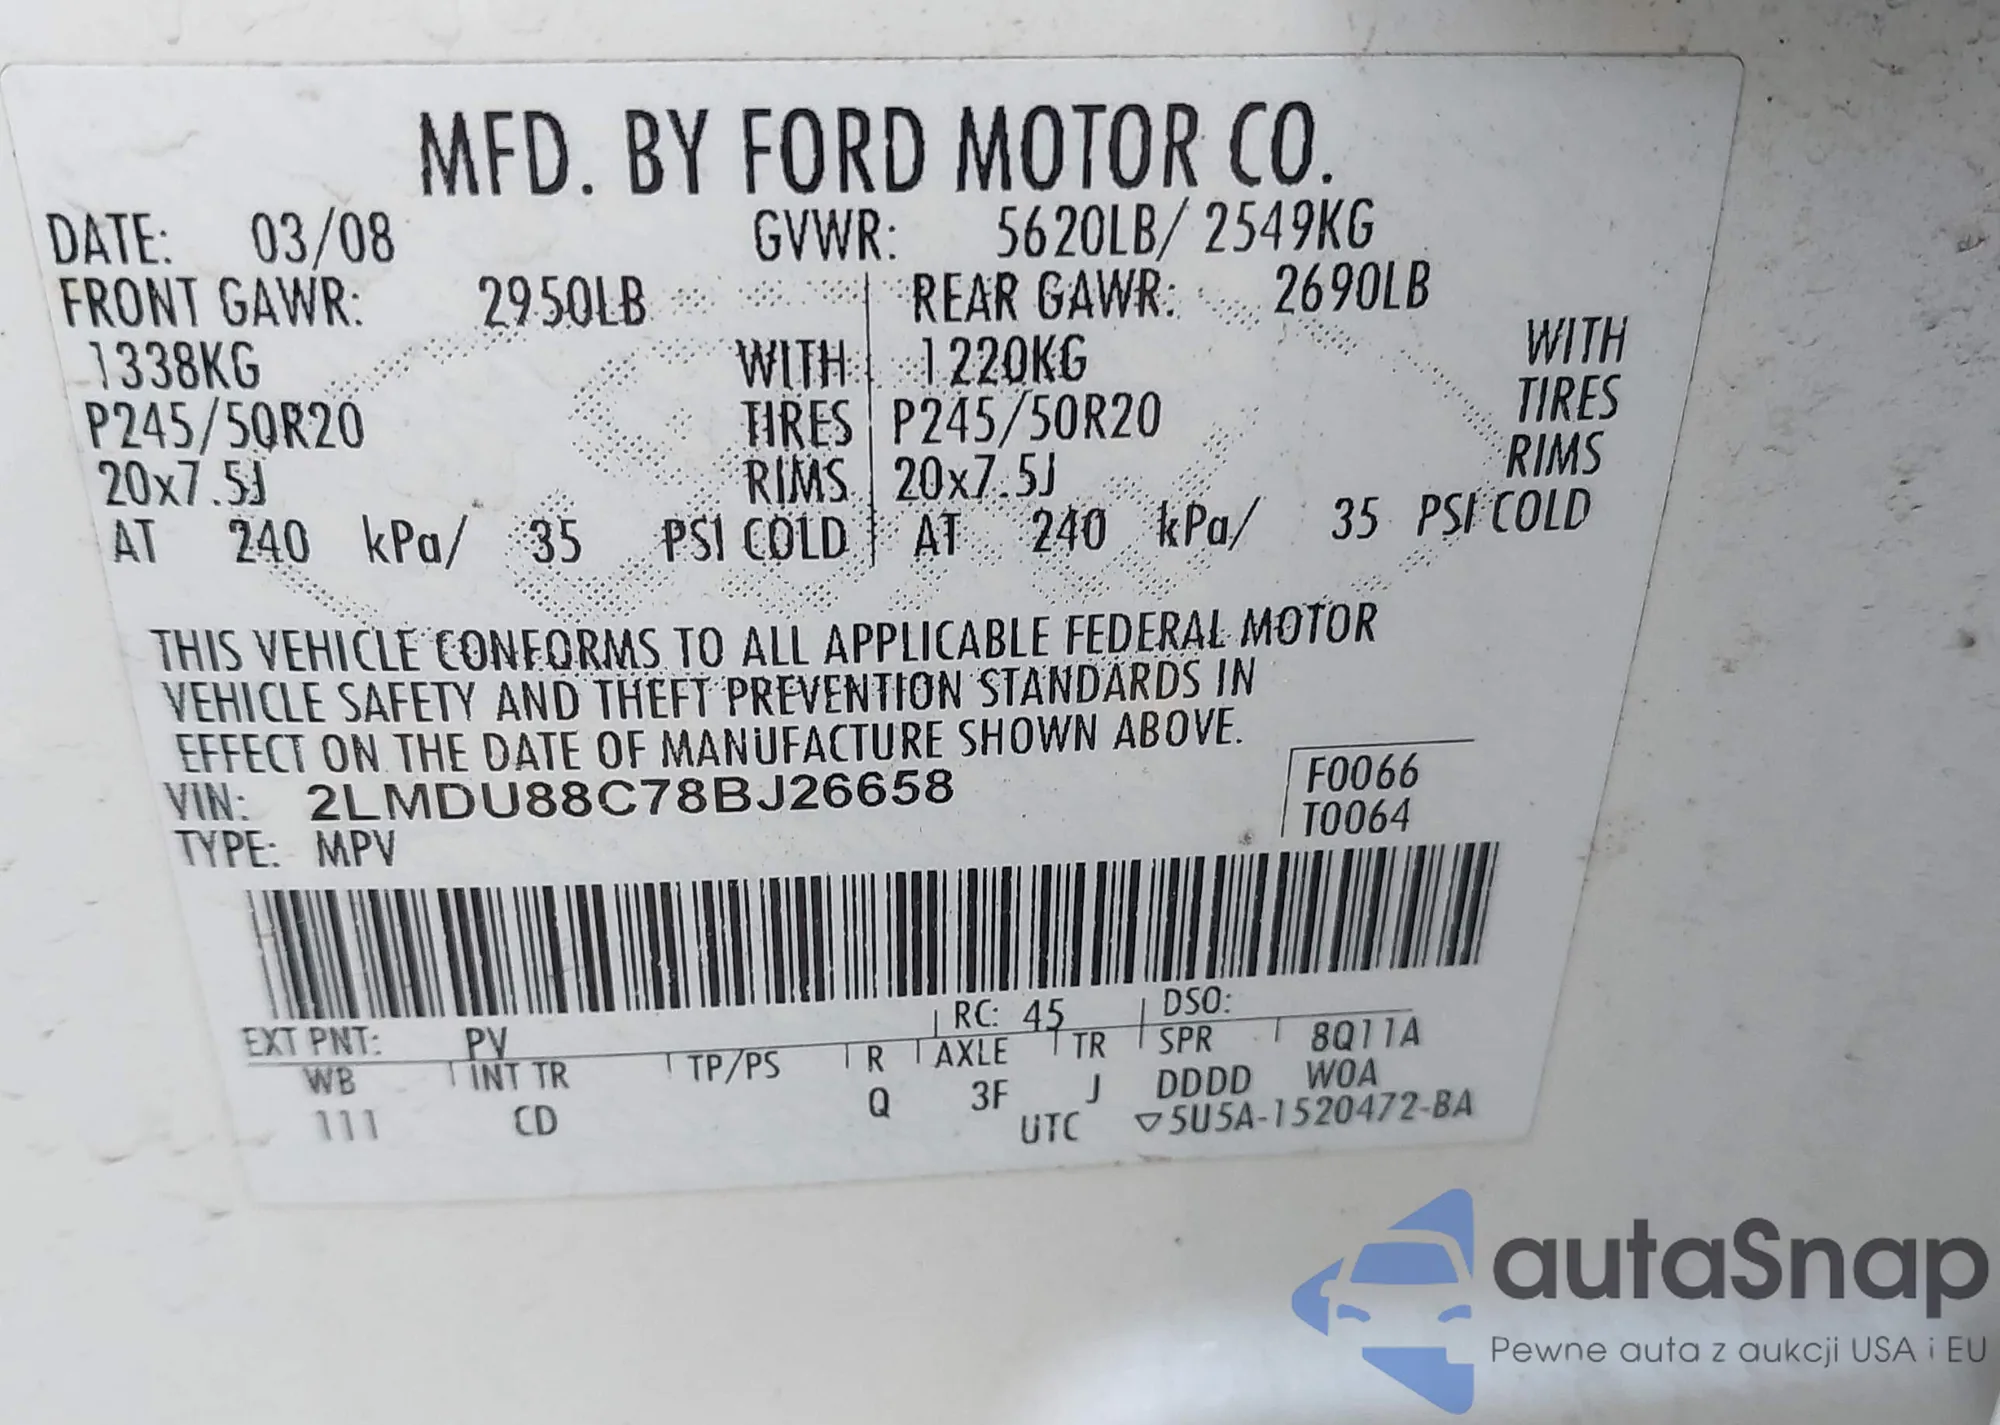 MFD. BY FORD MOTOR CO.
DATE: 03/08 GVWR: 5620LB/ 2549KG
FRONT GAWR: 2950LB REAR GAWR: 2690LB
1338KG WITH 1220KG WITH
P245/50R20 TIRES P245/50R20 TIRES
20x7.5J RIMS 20x7.5J RIMS
AT 240 kPa/ 35 PSI COLD AT 240 kPa/ 35 PSI COLD
THIS VEHICLE CONFORMS TO ALL APPLICABLE FEDERAL MOTOR
VEHICLE SAFETY AND THEFT PREVENTION STANDARDS IN
EFFECT ON THE DATE OF MANUFACTURE SHOWN ABOVE.
VIN: 2LMDU88C78BJ26658 F0066
TYPE: MPV T0064
EXT PNT: PV RC: 45 DSO:
WB INT TR TP/PS R AXLE TR SPR 8Q11A
111 CD Q 3F J DDDD WOA
UTC ▽5U5A-1520472-BA
autaSnap
Pewne auta z aukcji USA i EU